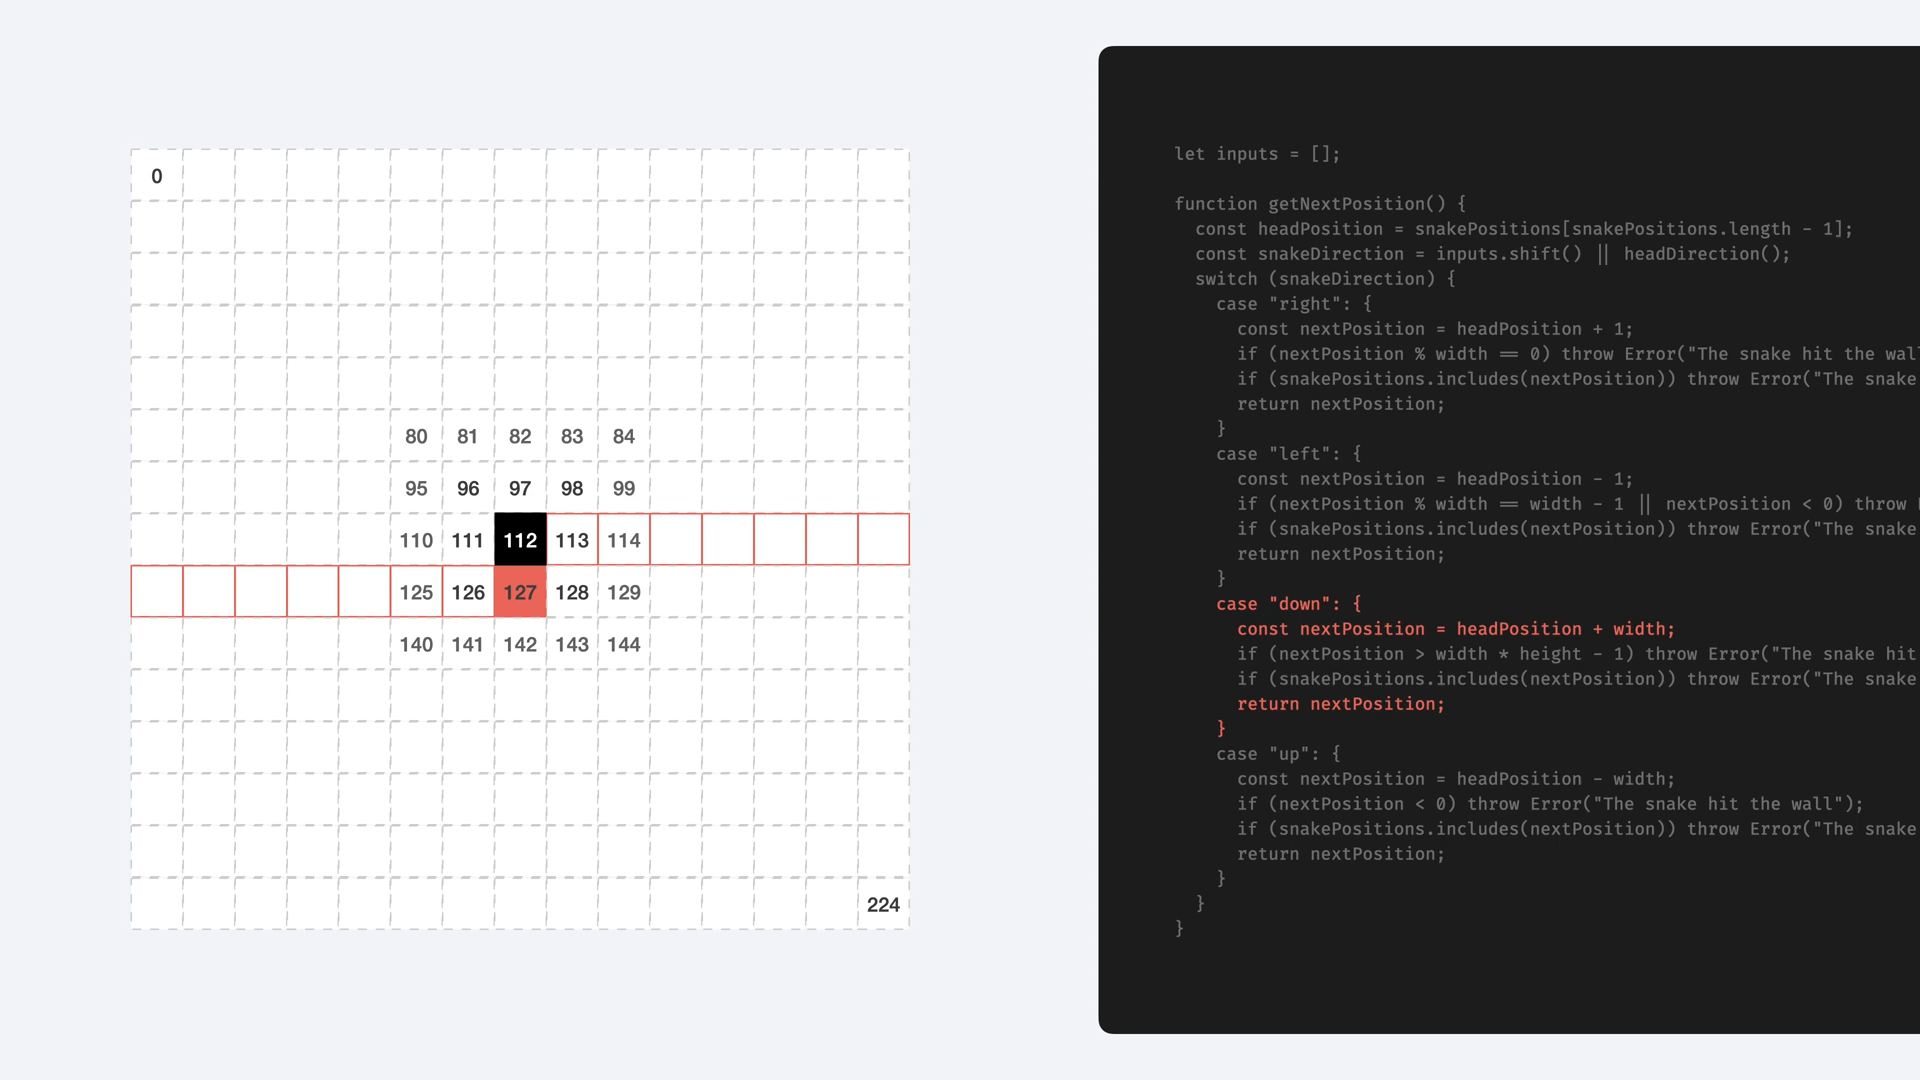 0
80 81 82 83 84
95 96 97 98 99
110 111 112 113 114
125 126 127 128 129
140 141 142 143 144
224
let inputs = [];
function getNextPosition() {
const headPosition = snakePositions[snakePositions.length - 1];
const snakeDirection = inputs.shift() || headDirection();
switch (snakeDirection) {
case "right": {
const nextPosition = headPosition + 1;
if (nextPosition % width == 0) throw Error("The snake hit the wal
if (snakePositions.includes(nextPosition)) throw Error("The snake
return nextPosition;
}
case "left": {
const nextPosition = headPosition - 1;
if (nextPosition % width == width - 1 || nextPosition < 0) throw
if (snakePositions.includes(nextPosition)) throw Error("The snake
return nextPosition;
}
case "down": {
const nextPosition = headPosition + width;
if (nextPosition > width * height - 1) throw Error("The snake hit
if (snakePositions.includes(nextPosition)) throw Error("The snake
return nextPosition;
}
case "up": {
const nextPosition = headPosition - width;
if (nextPosition < 0) throw Error("The snake hit the wall");
if (snakePositions.includes(nextPosition)) throw Error("The snake
return nextPosition;
}
}
}